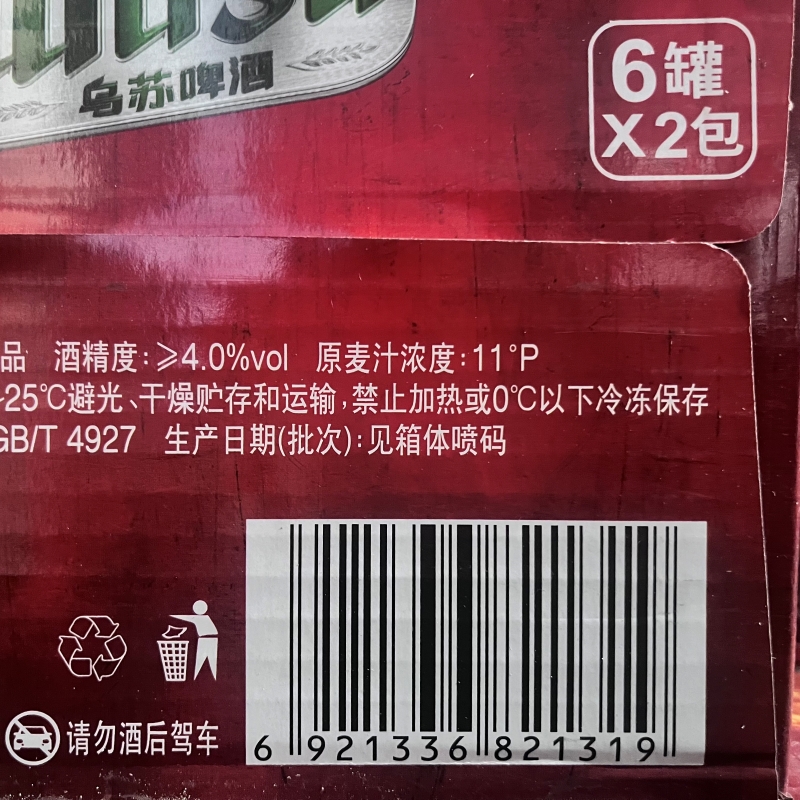 乌苏啤酒
6罐
X2包
品 酒精度:≥4.0%vol 原麦汁浓度:11°P
25℃避光、干燥贮存和运输,禁止加热或0℃以下冷冻保存
GB/T 4927 生产日期(批次):见箱体喷码
请勿酒后驾车
6 921336 821319